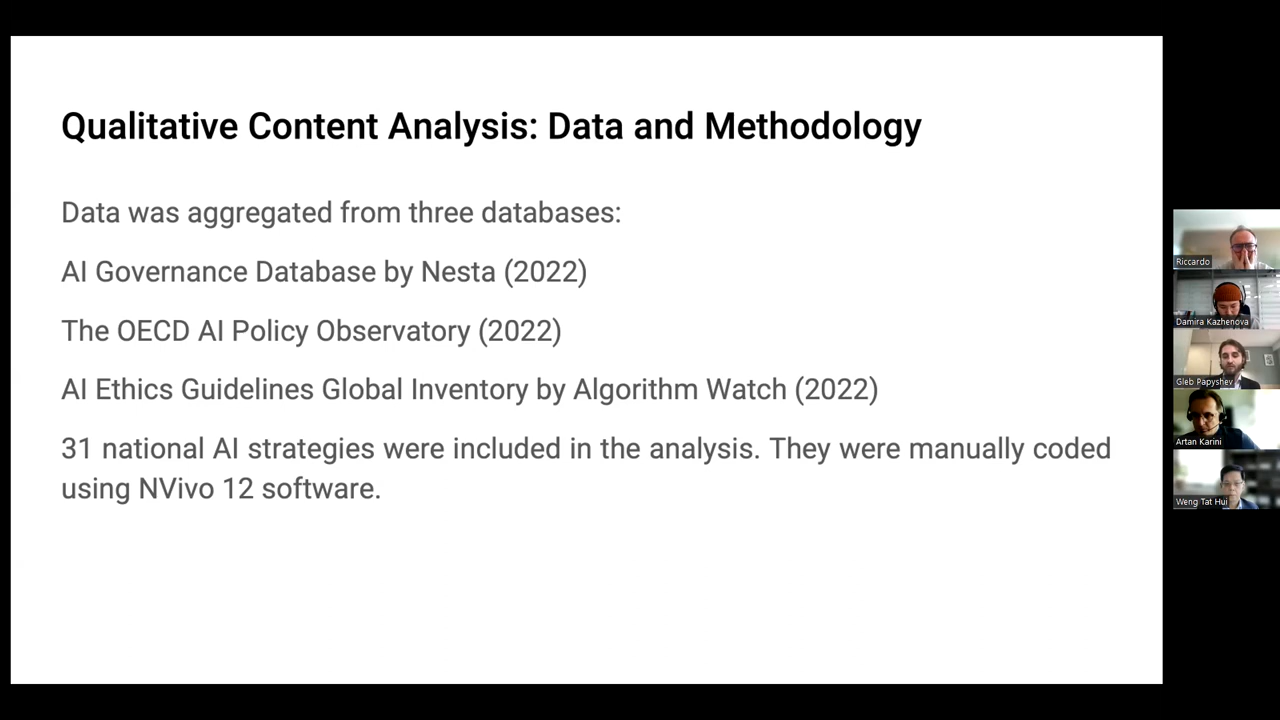 Qualitative Content Analysis: Data and Methodology
Data was aggregated from three databases:
AI Governance Database by Nesta (2022)
The OECD AI Policy Observatory (2022)
AI Ethics Guidelines Global Inventory by Algorithm Watch (2022)
31 national AI strategies were included in the analysis. They were manually coded
using NVivo 12 software.
Riccardo
Damira Kazhenova
Gleb Papyshev
Artan Karini
Weng Tat Hui